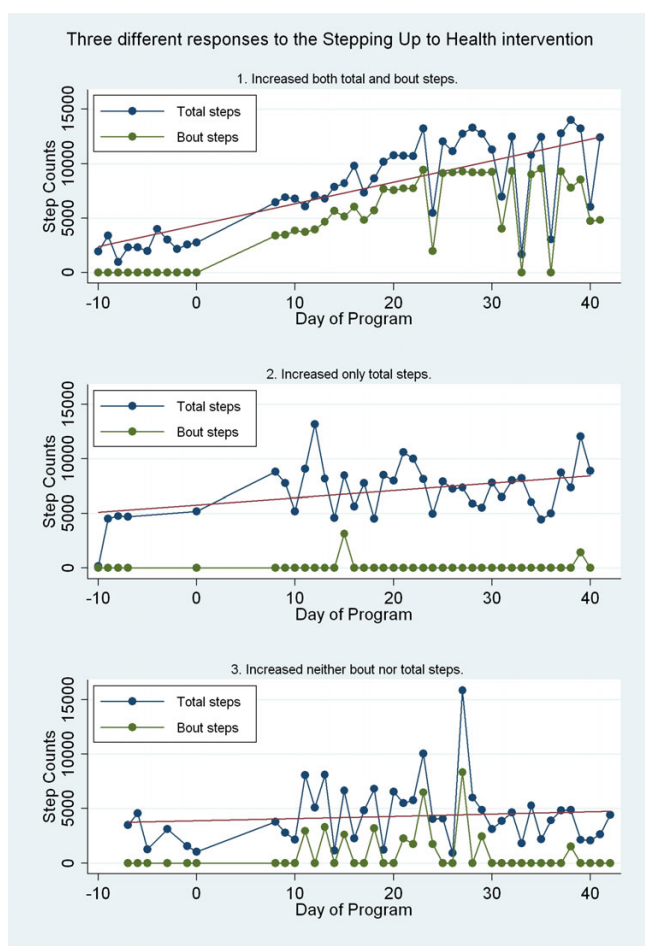 Three different responses to the Stepping Up to Health intervention
1. Increased both total and bout steps.
Total steps
Bout steps
Step Counts
15000
10000
5000
0
-10 0 10 20 30 40
Day of Program
2. Increased only total steps.
Total steps
Bout steps
Step Counts
15000
10000
5000
0
-10 0 10 20 30 40
Day of Program
3. Increased neither bout nor total steps.
Total steps
Bout steps
Step Counts
15000
10000
5000
0
-10 0 10 20 30 40
Day of Program